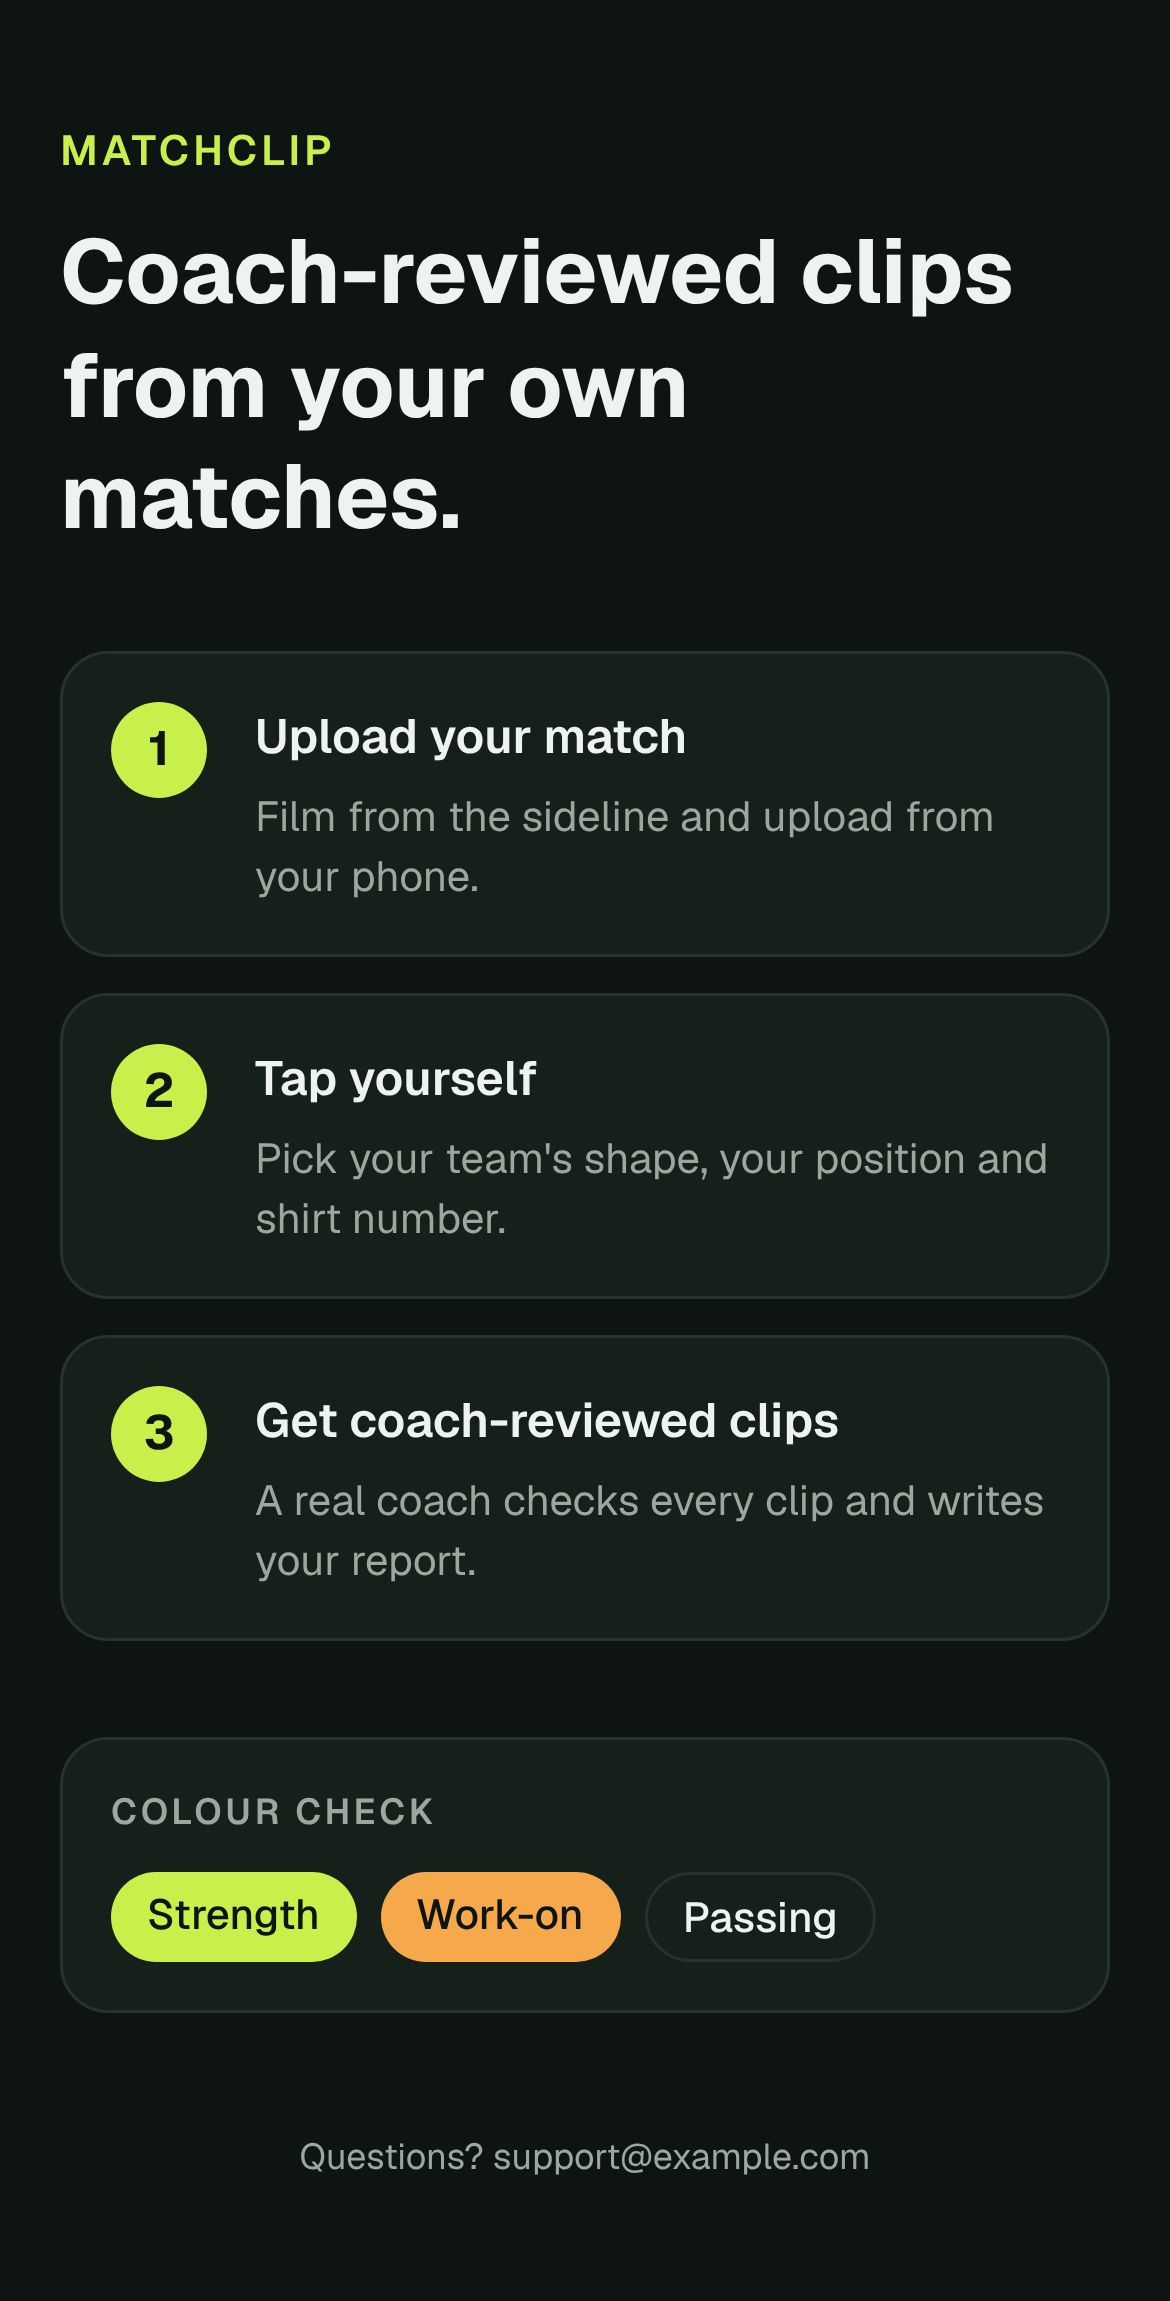 MATCHCLIP
Coach-reviewed clips
from your own
matches.
1
Upload your match
Film from the sideline and upload from
your phone.
2
Tap yourself
Pick your team's shape, your position and
shirt number.
3
Get coach-reviewed clips
A real coach checks every clip and writes
your report.
COLOUR CHECK
Strength Work-on Passing
Questions? support@example.com